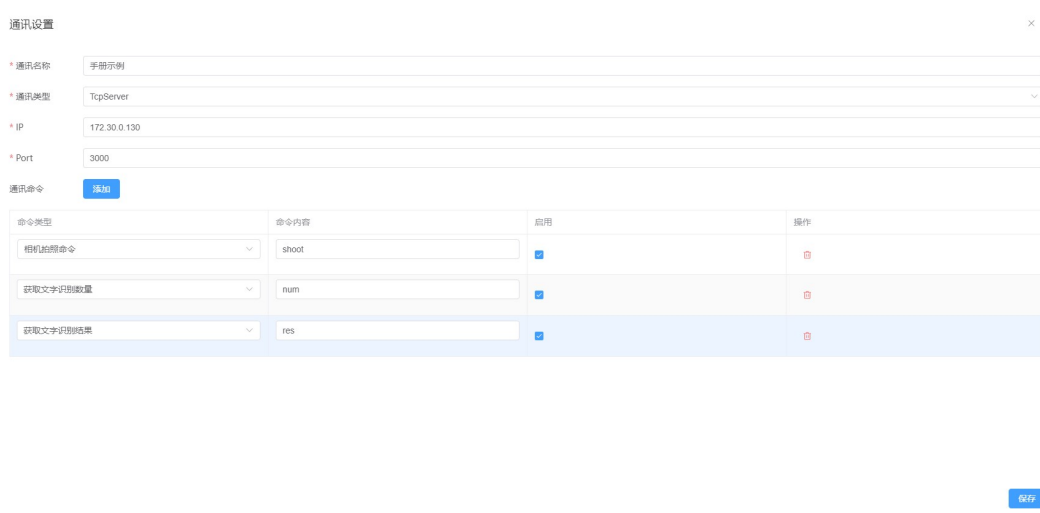 通讯设置
* 通讯名称 手册示例
* 通讯类型 TcpServer
* IP 172.30.0.130
* Port 3000
通讯命令 添加
命令类型 命令内容 启用 操作
相机拍照命令 shoot
获取文字识别数量 num
获取文字识别结果 res
保存